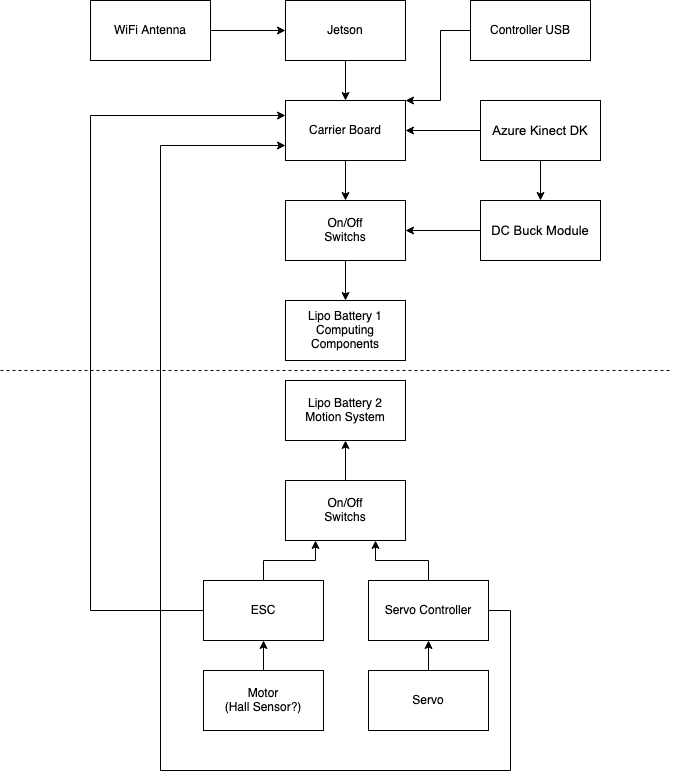 WiFi Antenna
Jetson
Controller USB
Carrier Board
Azure Kinect DK
On/Off
Switchs
DC Buck Module
Lipo Battery 1
Computing
Components
Lipo Battery 2
Motion System
On/Off
Switchs
ESC
Servo Controller
Motor
(Hall Sensor?)
Servo